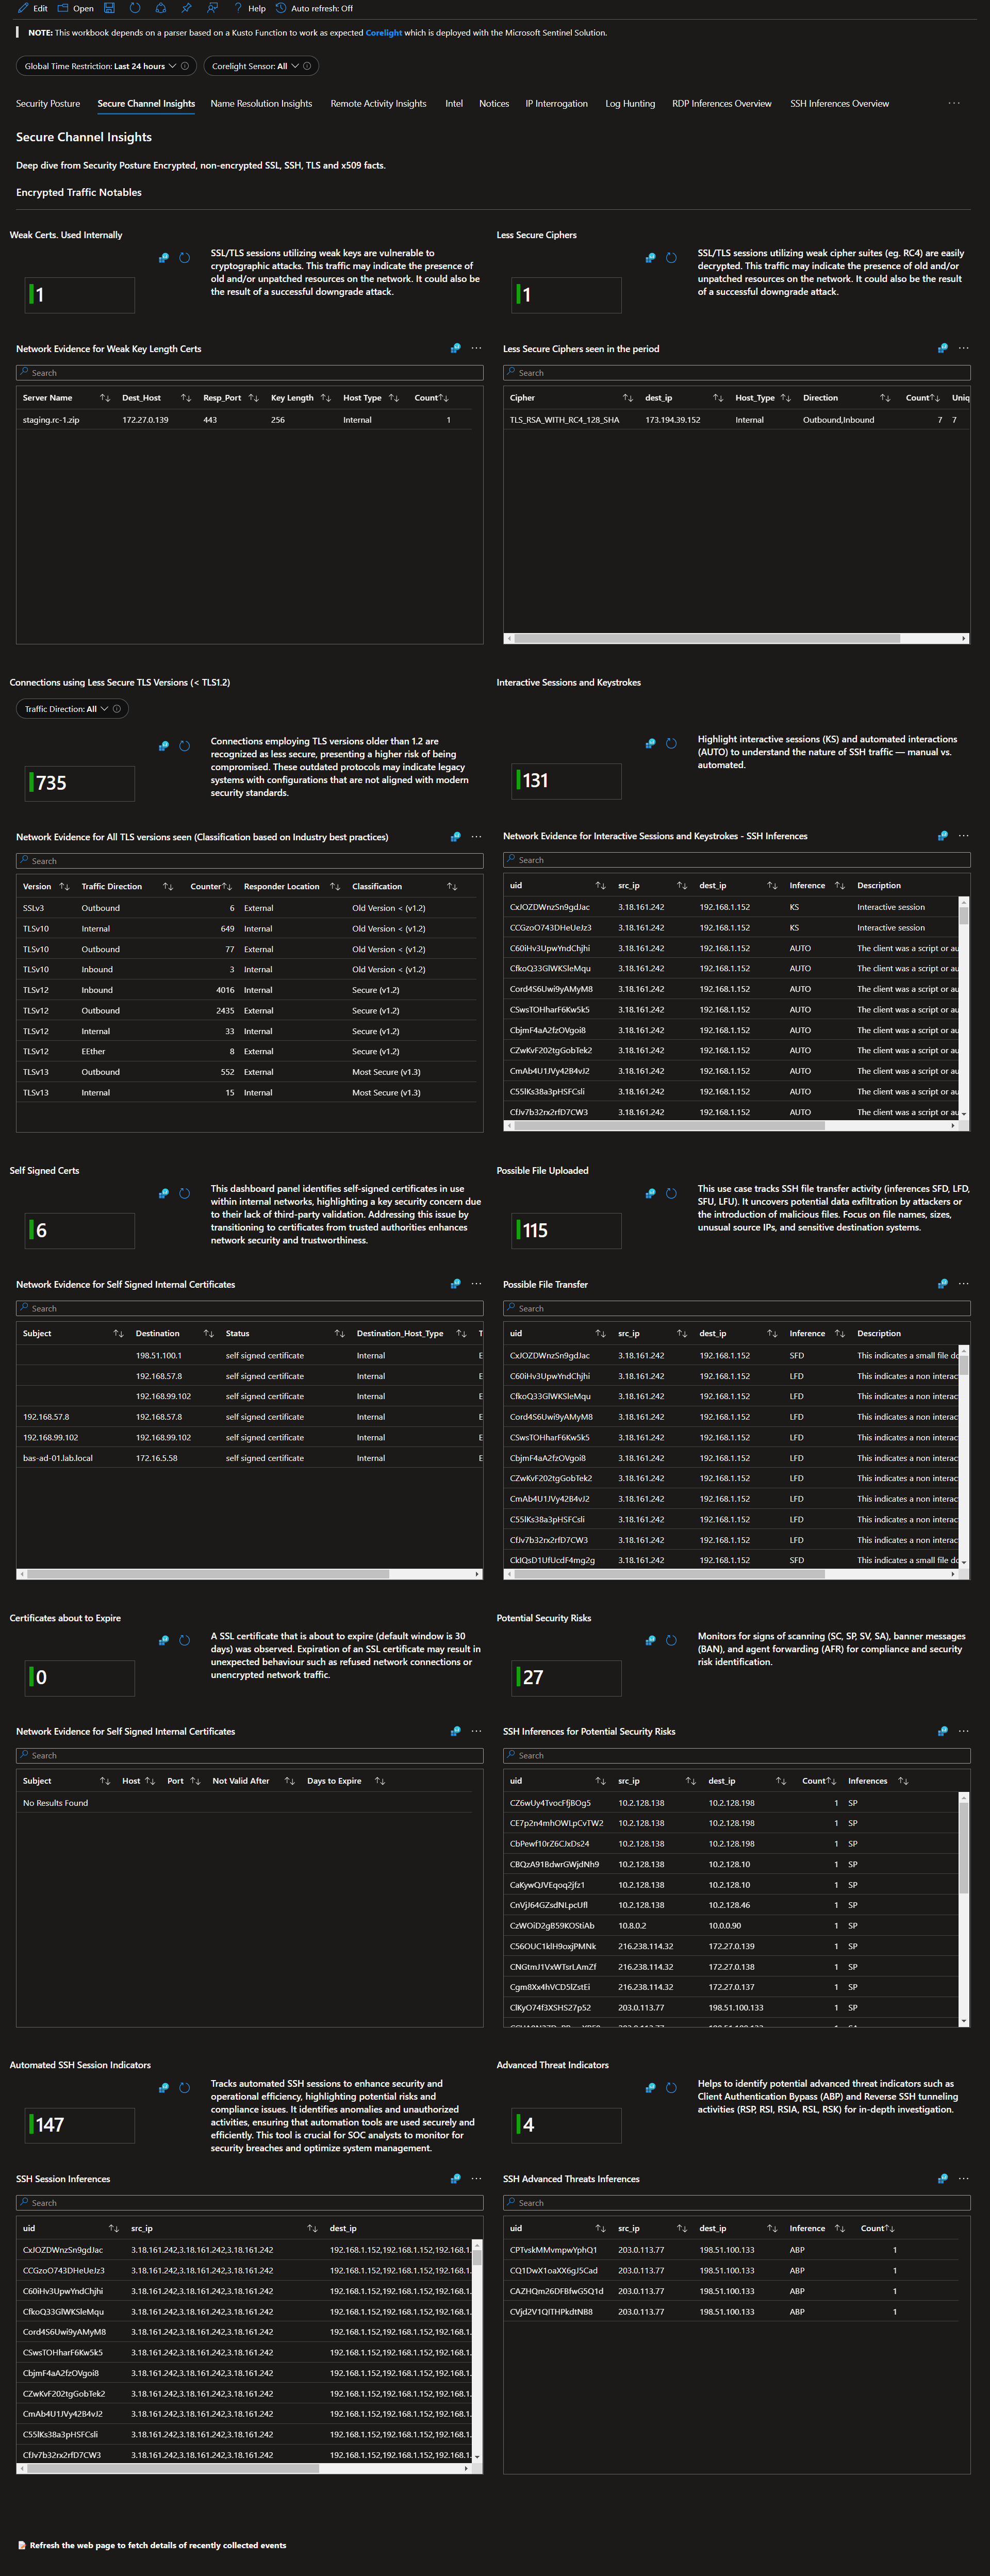 Edit Open Help Auto refresh: Off
NOTE: This workbook depends on a parser based on a Kusto Function to work as expected Corelight which is deployed with the Microsoft Sentinel Solution.
Global Time Restriction: Last 24 hours Corelight Sensor: All
Security Posture Secure Channel Insights Name Resolution Insights Remote Activity Insights Intel Notices IP Interrogation Log Hunting RDP Inferences Overview SSH Inferences Overview ...
Secure Channel Insights
Deep dive from Security Posture Encrypted, non-encrypted SSL, SSH, TLS and x509 facts.
Encrypted Traffic Notables
Weak Certs. Used Internally
1
SSL/TLS sessions utilizing weak keys are vulnerable to
cryptographic attacks. This traffic may indicate the presence of
old and/or unpatched resources on the network. It could also be
the result of a successful downgrade attack.
Less Secure Ciphers
1
SSL/TLS sessions utilizing weak cipher suites (eg. RC4) are easily
decrypted. This traffic may indicate the presence of old and/or
unpatched resources on the network. It could also be the result
of a successful downgrade attack.
Network Evidence for Weak Key Length Certs
Search
Server Name Dest_Host Resp_Port Key Length Host Type Count
staging.rc-1.zip 172.27.0.139 443 256 Internal 1
Less Secure Ciphers seen in the period
Search
Cipher dest_ip Host_Type Direction Count Uniq
TLS_RSA_WITH_RC4_128_SHA 173.194.39.152 Internal Outbound,Inbound 7 7
Connections using Less Secure TLS Versions (< TLS1.2)
Traffic Direction: All
735
Connections employing TLS versions older than 1.2 are
recognized as less secure, presenting a higher risk of being
compromised. These outdated protocols may indicate legacy
systems with configurations that are not aligned with modern
security standards.
Interactive Sessions and Keystrokes
131
Highlight interactive sessions (KS) and automated interactions
(AUTO) to understand the nature of SSH traffic — manual vs.
automated.
Network Evidence for All TLS versions seen (Classification based on Industry best practices)
Search
Version Traffic Direction Counter Responder Location Classification
SSLv3 Outbound 6 External Old Version < (v1.2)
TLSv10 Internal 649 Internal Old Version < (v1.2)
TLSv10 Outbound 77 External Old Version < (v1.2)
TLSv10 Inbound 3 Internal Old Version < (v1.2)
TLSv12 Inbound 4016 Internal Secure (v1.2)
TLSv12 Outbound 2435 External Secure (v1.2)
TLSv12 Internal 33 Internal Secure (v1.2)
TLSv12 EEther 8 External Secure (v1.2)
TLSv13 Outbound 552 External Most Secure (v1.3)
TLSv13 Internal 15 Internal Most Secure (v1.3)
Network Evidence for Interactive Sessions and Keystrokes - SSH Inferences
Search
uid src_ip dest_ip Inference Description
CxJOZDWnzSn9gdJac 3.18.161.242 192.168.1.152 KS Interactive session
CCGzoO743DHeUeJz3 3.18.161.242 192.168.1.152 KS Interactive session
C60iHv3UpwYndChjhi 3.18.161.242 192.168.1.152 AUTO The client was a script or au
CfkoQ33GlWKSleMqu 3.18.161.242 192.168.1.152 AUTO The client was a script or au
Cord4S6Uwi9yAMyM8 3.18.161.242 192.168.1.152 AUTO The client was a script or au
CSwsTOHharF6Kw5k5 3.18.161.242 192.168.1.152 AUTO The client was a script or au
CbjmF4aA2fzOVgoi8 3.18.161.242 192.168.1.152 AUTO The client was a script or au
CZwKvF202tgGobTek2 3.18.161.242 192.168.1.152 AUTO The client was a script or au
CmAb4U1JVy42B4vJ2 3.18.161.242 192.168.1.152 AUTO The client was a script or au
C55lKs38a3pHSFCsli 3.18.161.242 192.168.1.152 AUTO The client was a script or au
CfJv7b32rx2rfD7CW3 3.18.161.242 192.168.1.152 AUTO The client was a script or au
Self Signed Certs
6
This dashboard panel identifies self-signed certificates in use
within internal networks, highlighting a key security concern due
to their lack of third-party validation. Addressing this issue by
transitioning to certificates from trusted authorities enhances
network security and trustworthiness.
Possible File Uploaded
115
This use case tracks SSH file transfer activity (inferences SFD, LFD,
SFU, LFU). It uncovers potential data exfiltration by attackers or
the introduction of malicious files. Focus on file names, sizes,
unusual source IPs, and sensitive destination systems.
Network Evidence for Self Signed Internal Certificates
Search
Subject Destination Status Destination_Host_Type T
198.51.100.1 self signed certificate Internal E
192.168.57.8 self signed certificate Internal E
192.168.99.102 self signed certificate Internal E
192.168.57.8 192.168.57.8 self signed certificate Internal E
192.168.99.102 192.168.99.102 self signed certificate Internal E
bas-ad-01.lab.local 172.16.5.58 self signed certificate Internal E
Possible File Transfer
Search
uid src_ip dest_ip Inference Description
CxJOZDWnzSn9gdJac 3.18.161.242 192.168.1.152 SFD This indicates a small file do
C60iHv3UpwYndChjhi 3.18.161.242 192.168.1.152 LFD This indicates a non interac
CfkoQ33GlWKSleMqu 3.18.161.242 192.168.1.152 LFD This indicates a non interac
Cord4S6Uwi9yAMyM8 3.18.161.242 192.168.1.152 LFD This indicates a non interac
CSwsTOHharF6Kw5k5 3.18.161.242 192.168.1.152 LFD This indicates a non interac
CbjmF4aA2fzOVgoi8 3.18.161.242 192.168.1.152 LFD This indicates a non interac
CZwKvF202tgGobTek2 3.18.161.242 192.168.1.152 LFD This indicates a non interac
CmAb4U1JVy42B4vJ2 3.18.161.242 192.168.1.152 LFD This indicates a non interac
C55lKs38a3pHSFCsli 3.18.161.242 192.168.1.152 LFD This indicates a non interac
CfJv7b32rx2rfD7CW3 3.18.161.242 192.168.1.152 LFD This indicates a non interac
CkIQsD1UfUcdF4mg2g 3.18.161.242 192.168.1.152 SFD This indicates a small file do
Certificates about to Expire
0
A SSL certificate that is about to expire (default window is 30
days) was observed. Expiration of an SSL certificate may result in
unexpected behaviour such as refused network connections or
unencrypted network traffic.
Potential Security Risks
27
Monitors for signs of scanning (SC, SP, SV, SA), banner messages
(BAN), and agent forwarding (AFR) for compliance and security
risk identification.
Network Evidence for Self Signed Internal Certificates
Search
Subject Host Port Not Valid After Days to Expire
No Results Found
SSH Inferences for Potential Security Risks
Search
uid src_ip dest_ip Count Inferences
CZ6wUy4TvocFfjBOg5 10.2.128.138 10.2.128.198 1 SP
CE7p2n4mhOWLpCvTW2 10.2.128.138 10.2.128.198 1 SP
CbPewf10rZ6CJxDs24 10.2.128.138 10.2.128.198 1 SP
CBQzA91BdwrGWjdNh9 10.2.128.138 10.2.128.10 1 SP
CaKywQJVEqoq2jfz1 10.2.128.138 10.2.128.10 1 SP
CnVjJ64GZsdNLpcUfl 10.2.128.138 10.2.128.46 1 SP
CzWOiD2gB59KOStiAb 10.8.0.2 10.0.0.90 1 SP
C56OUC1klH9oxjPMNk 216.238.114.32 172.27.0.139 1 SP
CNGtmJ1VxWTsrLAmZf 216.238.114.32 172.27.0.138 1 SP
Cgm8Xx4hVCD5lZstEi 216.238.114.32 172.27.0.137 1 SP
ClKyO74f3XSHS27p52 203.0.113.77 198.51.100.133 1 SP
Automated SSH Session Indicators
147
Tracks automated SSH sessions to enhance security and
operational efficiency, highlighting potential risks and
compliance issues. It identifies anomalies and unauthorized
activities, ensuring that automation tools are used securely and
efficiently. This tool is crucial for SOC analysts to monitor for
security breaches and optimize system management.
Advanced Threat Indicators
4
Helps to identify potential advanced threat indicators such as
Client Authentication Bypass (ABP) and Reverse SSH tunneling
activities (RSP, RSI, RSIA, RSL, RSK) for in-depth investigation.
SSH Session Inferences
Search
uid src_ip dest_ip
CxJOZDWnzSn9gdJac 3.18.161.242,3.18.161.242,3.18.161.242 192.168.1.152,192.168.1.152,192.168.1.
CCGzoO743DHeUeJz3 3.18.161.242,3.18.161.242,3.18.161.242 192.168.1.152,192.168.1.152,192.168.1.
C60iHv3UpwYndChjhi 3.18.161.242,3.18.161.242,3.18.161.242 192.168.1.152,192.168.1.152,192.168.1.
CfkoQ33GlWKSleMqu 3.18.161.242,3.18.161.242,3.18.161.242 192.168.1.152,192.168.1.152,192.168.1.
Cord4S6Uwi9yAMyM8 3.18.161.242,3.18.161.242,3.18.161.242 192.168.1.152,192.168.1.152,192.168.1.
CSwsTOHharF6Kw5k5 3.18.161.242,3.18.161.242,3.18.161.242 192.168.1.152,192.168.1.152,192.168.1.
CbjmF4aA2fzOVgoi8 3.18.161.242,3.18.161.242,3.18.161.242 192.168.1.152,192.168.1.152,192.168.1.
CZwKvF202tgGobTek2 3.18.161.242,3.18.161.242,3.18.161.242 192.168.1.152,192.168.1.152,192.168.1.
CmAb4U1JVy42B4vJ2 3.18.161.242,3.18.161.242,3.18.161.242 192.168.1.152,192.168.1.152,192.168.1.
C55lKs38a3pHSFCsli 3.18.161.242,3.18.161.242,3.18.161.242 192.168.1.152,192.168.1.152,192.168.1.
CfJv7b32rx2rfD7CW3 3.18.161.242,3.18.161.242,3.18.161.242 192.168.1.152,192.168.1.152,192.168.1.
SSH Advanced Threats Inferences
Search
uid src_ip dest_ip Inference Count
CPTvskMMvmpwYphQ1 203.0.113.77 198.51.100.133 ABP 1
CQ1DwX1oaXX6gJ5Cad 203.0.113.77 198.51.100.133 ABP 1
CAZHQm26DFBfwG5Q1d 203.0.113.77 198.51.100.133 ABP 1
CVjd2V1QITHPkdtNB8 203.0.113.77 198.51.100.133 ABP 1
Refresh the web page to fetch details of recently collected events